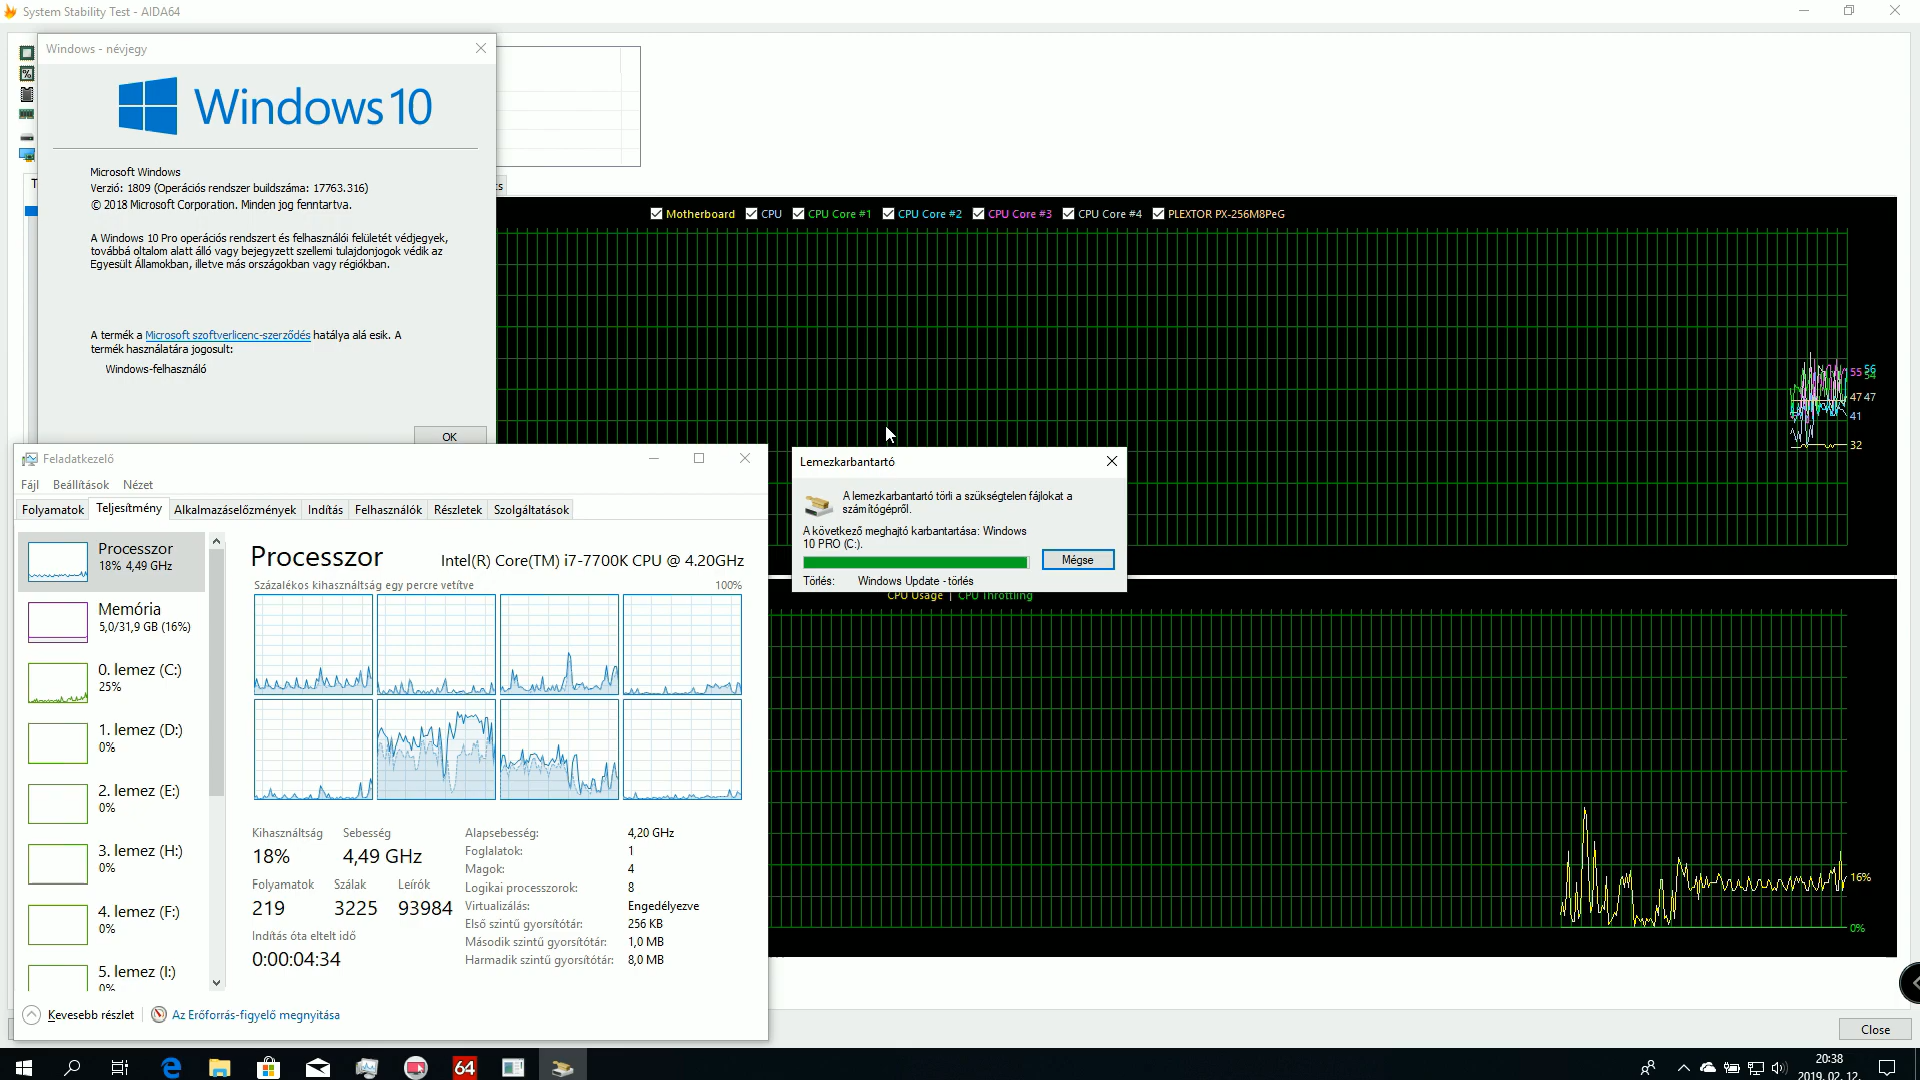 System Stability Test - AIDA64
Windows - névjegy
Windows 10
Microsoft Windows
Verzió: 1809 (Operációs rendszer buildszáma: 17763.316)
© 2018 Microsoft Corporation. Minden jog fenntartva.
A Windows 10 Pro operációs rendszert és felhasználói felületét védjegyek,
továbbá oltalom alatt álló vagy bejegyzett szellemi tulajdonjogok védik az
Egyesült Államokban, illetve más országokban vagy régiókban.
A termék a Microsoft szoftverlicenc-szerződés hatálya alá esik. A
termék használatára jogosult:
Windows-felhasználó
OK
Motherboard CPU CPU Core #1 CPU Core #2 CPU Core #3 CPU Core #4 PLEXTOR PX-256M8PeG
55 56
54
47 47
41
32
Feladatkezelő
Fájl Beállítások Nézet
Folyamatok Teljesítmény Alkalmazáselőzmények Indítás Felhasználók Részletek Szolgáltatások
Processzor
18% 4,49 GHz
Memória
5,0/31,9 GB (16%)
0. lemez (C:)
25%
1. lemez (D:)
0%
2. lemez (E:)
0%
3. lemez (H:)
0%
4. lemez (F:)
0%
5. lemez (I:)
0%
Processzor Intel(R) Core(TM) i7-7700K CPU @ 4.20GHz
Százalékos kihasználtság egy percre vetítve 100%
Kihasználtság Sebesség
18% 4,49 GHz
Folyamatok Szálak Leírók
219 3225 93984
Indítás óta eltelt idő
0:00:04:34
Alapsebesség: 4,20 GHz
Foglalatok: 1
Magok: 4
Logikai processzorok: 8
Virtualizálás: Engedélyezve
Első szintű gyorsítótár: 256 KB
Második szintű gyorsítótár: 1,0 MB
Harmadik szintű gyorsítótár: 8,0 MB
Kevesebb részlet
Az Erőforrás-figyelő megnyitása
Lemezkarbantartó
A lemezkarbantartó törli a szükségtelen fájlokat a
számítógépről.
A következő meghajtó karbantartása: Windows
10 PRO (C:).
Mégse
Törlés: Windows Update - törlés
CPU Usage | CPU Throttling
16%
0%
Close
64
20:38
2019. 02. 12.